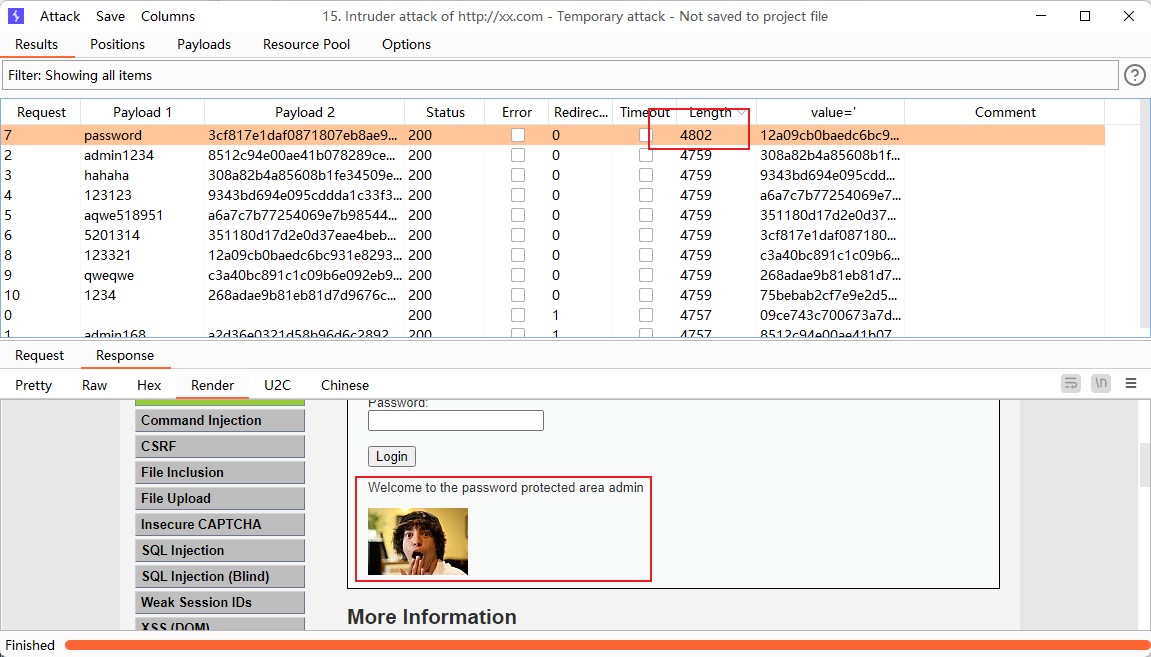 Attack Save Columns 15. Intruder attack of http://xx.com - Temporary attack - Not saved to project file
Results Positions Payloads Resource Pool Options
Filter: Showing all items
Request Payload 1 Payload 2 Status Error Redirec... Timeout Length value=' Comment
7 password 3cf817e1daf0871807eb8ae9... 200 0 4802 12a09cb0baedc6bc9...
2 admin1234 8512c94e00ae41b078289ce... 200 0 4759 308a82b4a85608b1f...
3 hahaha 308a82b4a85608b1fe34509e... 200 0 4759 9343bd694e095cdd...
4 123123 9343bd694e095cddda1c33f3... 200 0 4759 a6a7c7b77254069e7...
5 aqwe518951 a6a7c7b77254069e7b98544... 200 0 4759 351180d17d2e0d37...
6 5201314 351180d17d2e0d37eae4beb... 200 0 4759 3cf817e1daf087180...
8 123321 12a09cb0baedc6bc931e8293... 200 0 4759 c3a40bc891c1c09b6...
9 qweqwe c3a40bc891c1c09b6e092eb9... 200 0 4759 268adae9b81eb81d7...
10 1234 268adae9b81eb81d7d9676c... 200 0 4759 75bebab2cf7e9e2d5...
0 200 1 4757 09ce743c700673a7d...
1 admin168 a2d36e0321d58b96d6c2892... 200 1 4757 8512c94e00ae41b07...
Request Response
Pretty Raw Hex Render U2C Chinese \n
Password:
Command Injection
CSRF
Login
File Inclusion
File Upload
Welcome to the password protected area admin
Insecure CAPTCHA
SQL Injection
SQL Injection (Blind)
Weak Session IDs
More Information
XSS (DOM)
Finished